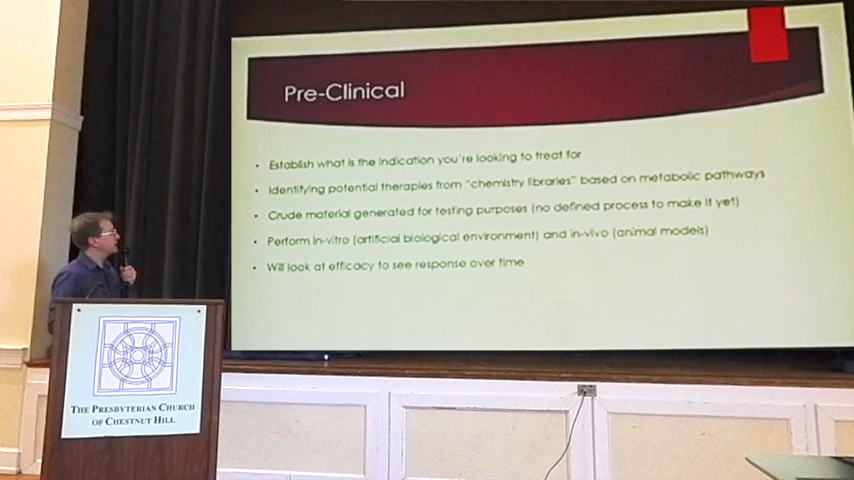 Pre-Clinical
• Establish what is the indication you're looking to treat for
• Identifying potential therapies from "chemistry libraries" based on metabolic pathways
• Crude material generated for testing purposes (no defined process to make it yet)
• Perform in-vitro (artificial biological environment) and in-vivo (animal models)
• Will look at efficacy to see response over time
THE PRESBYTERIAN CHURCH
OF CHESTNUT HILL